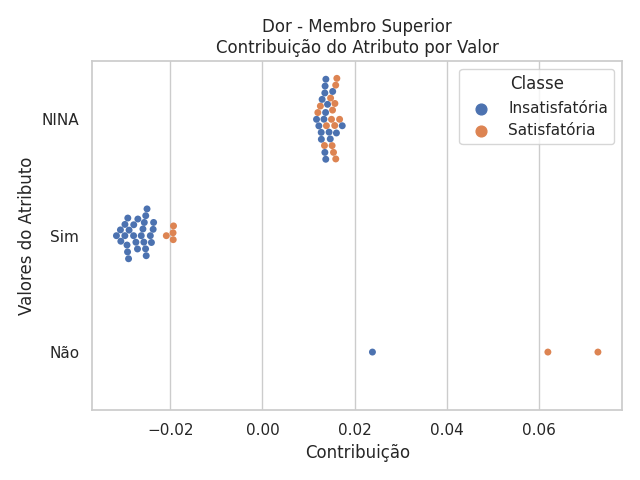 Dor - Membro Superior
Contribuição do Atributo por Valor
Classe
Insatisfatória
Satisfatória
Valores do Atributo
NINA
Sim
Não
−0.02 0.00 0.02 0.04 0.06
Contribuição